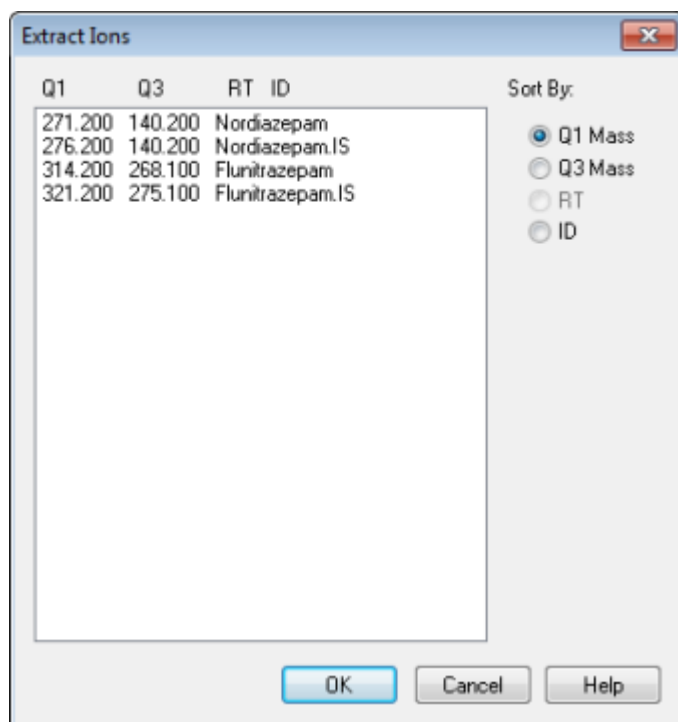 Extract Ions
Q1 Q3 RT ID
271.200 140.200 Nordiazepam
276.200 140.200 Nordiazepam.IS
314.200 268.100 Flunitrazepam
321.200 275.100 Flunitrazepam.IS
Sort By:
Q1 Mass
Q3 Mass
RT
ID
OK Cancel Help